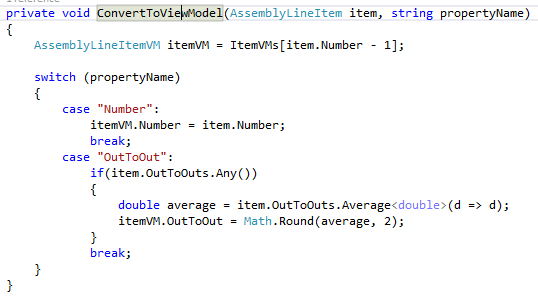 1 reference
private void ConvertToViewModel(AssemblyLineItem item, string propertyName)
{
    AssemblyLineItemVM itemVM = ItemVMs[item.Number - 1];

    switch (propertyName)
    {
        case "Number":
            itemVM.Number = item.Number;
            break;
        case "OutToOut":
            if(item.OutToOuts.Any())
            {
                double average = item.OutToOuts.Average<double>(d => d);
                itemVM.OutToOut = Math.Round(average, 2);
            }
            break;
    }
}